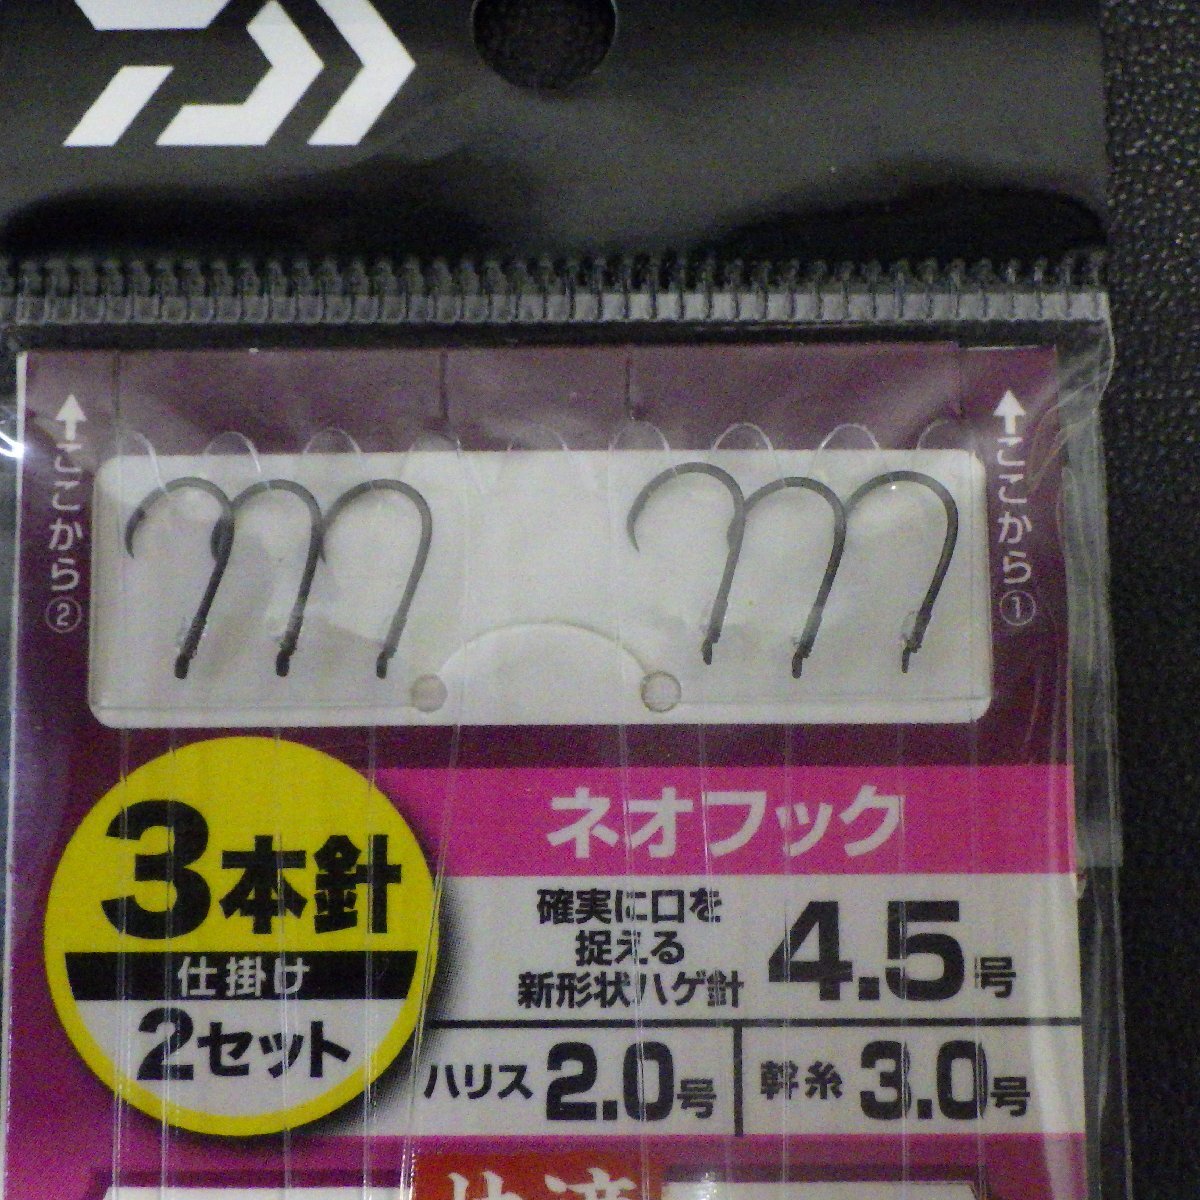 ここから②
ここから①
3本針
仕掛け
2セット
ネオフック
確実に口を
捉える
新形状ハゲ針
4.5号
ハリス2.0号
幹糸3.0号